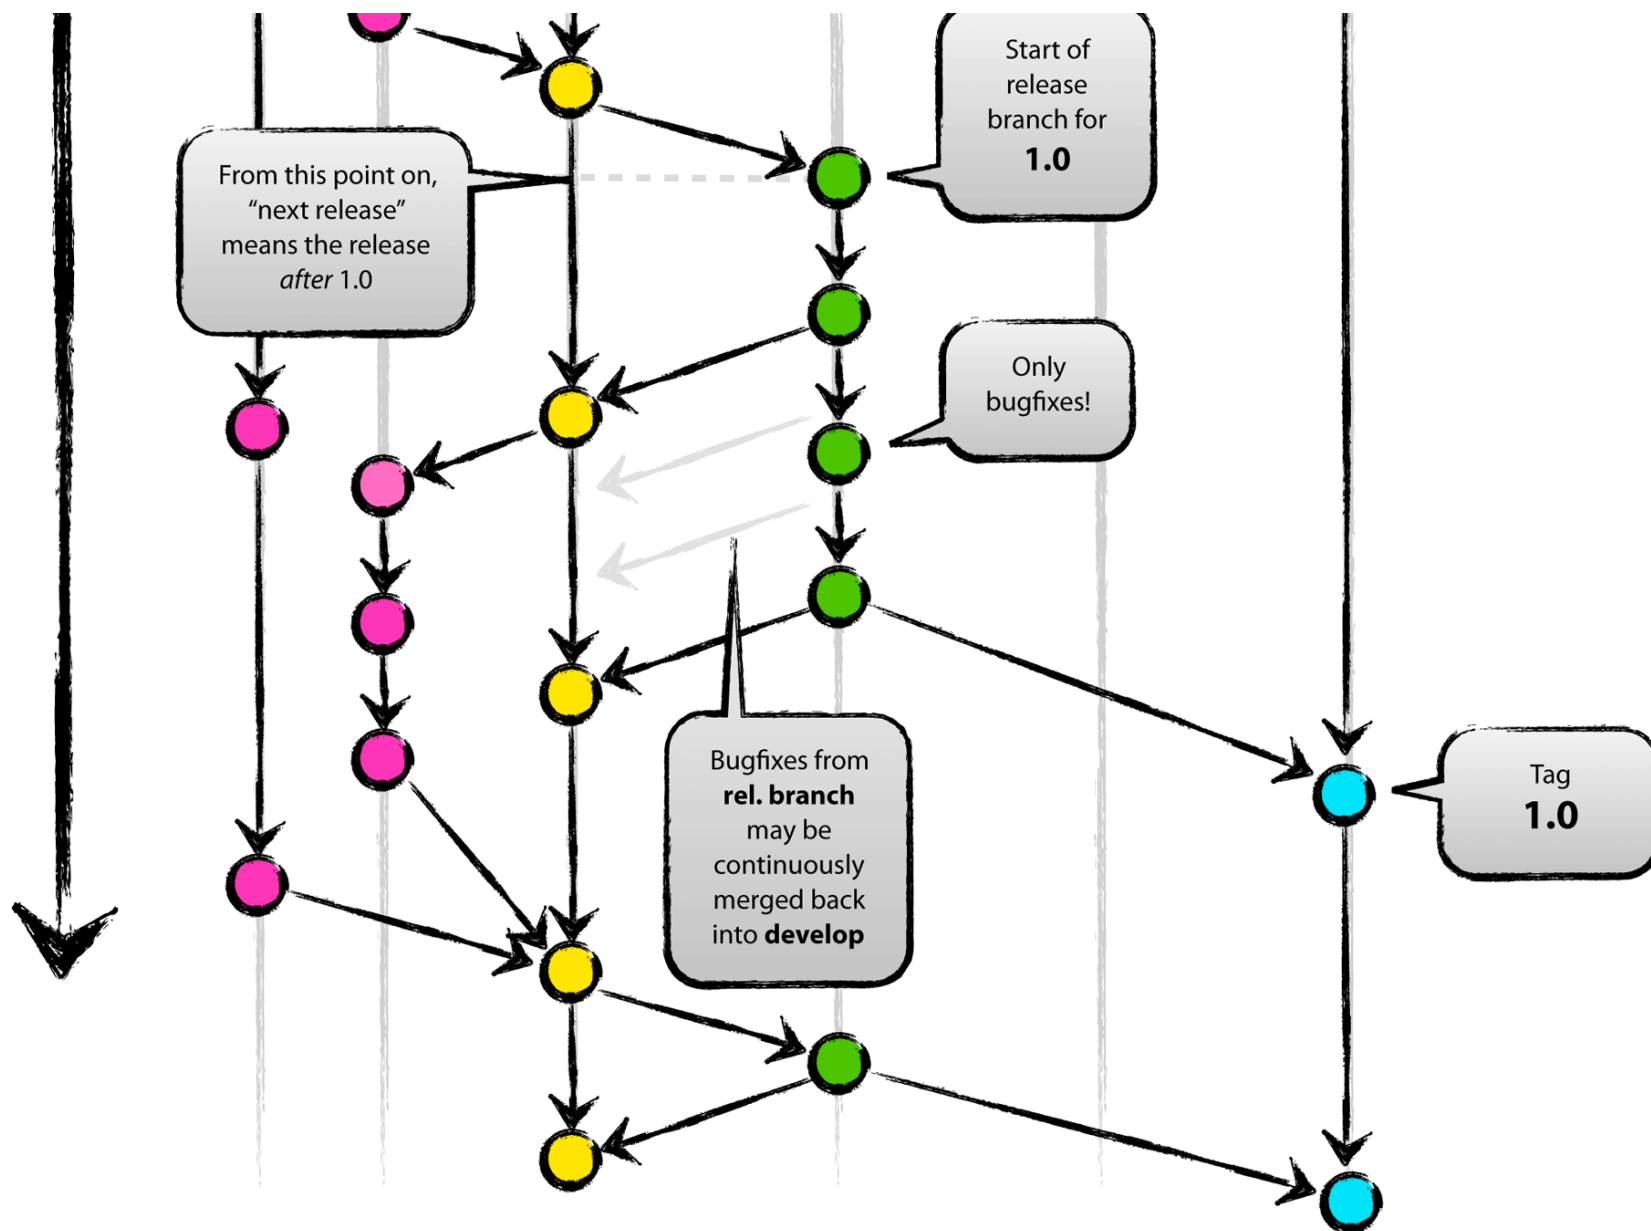 Start of
release
branch for
1.0
From this point on,
“next release”
means the release
after 1.0
Only
bugfixes!
Bugfixes from
rel. branch
may be
continuously
merged back
into develop
Tag
1.0